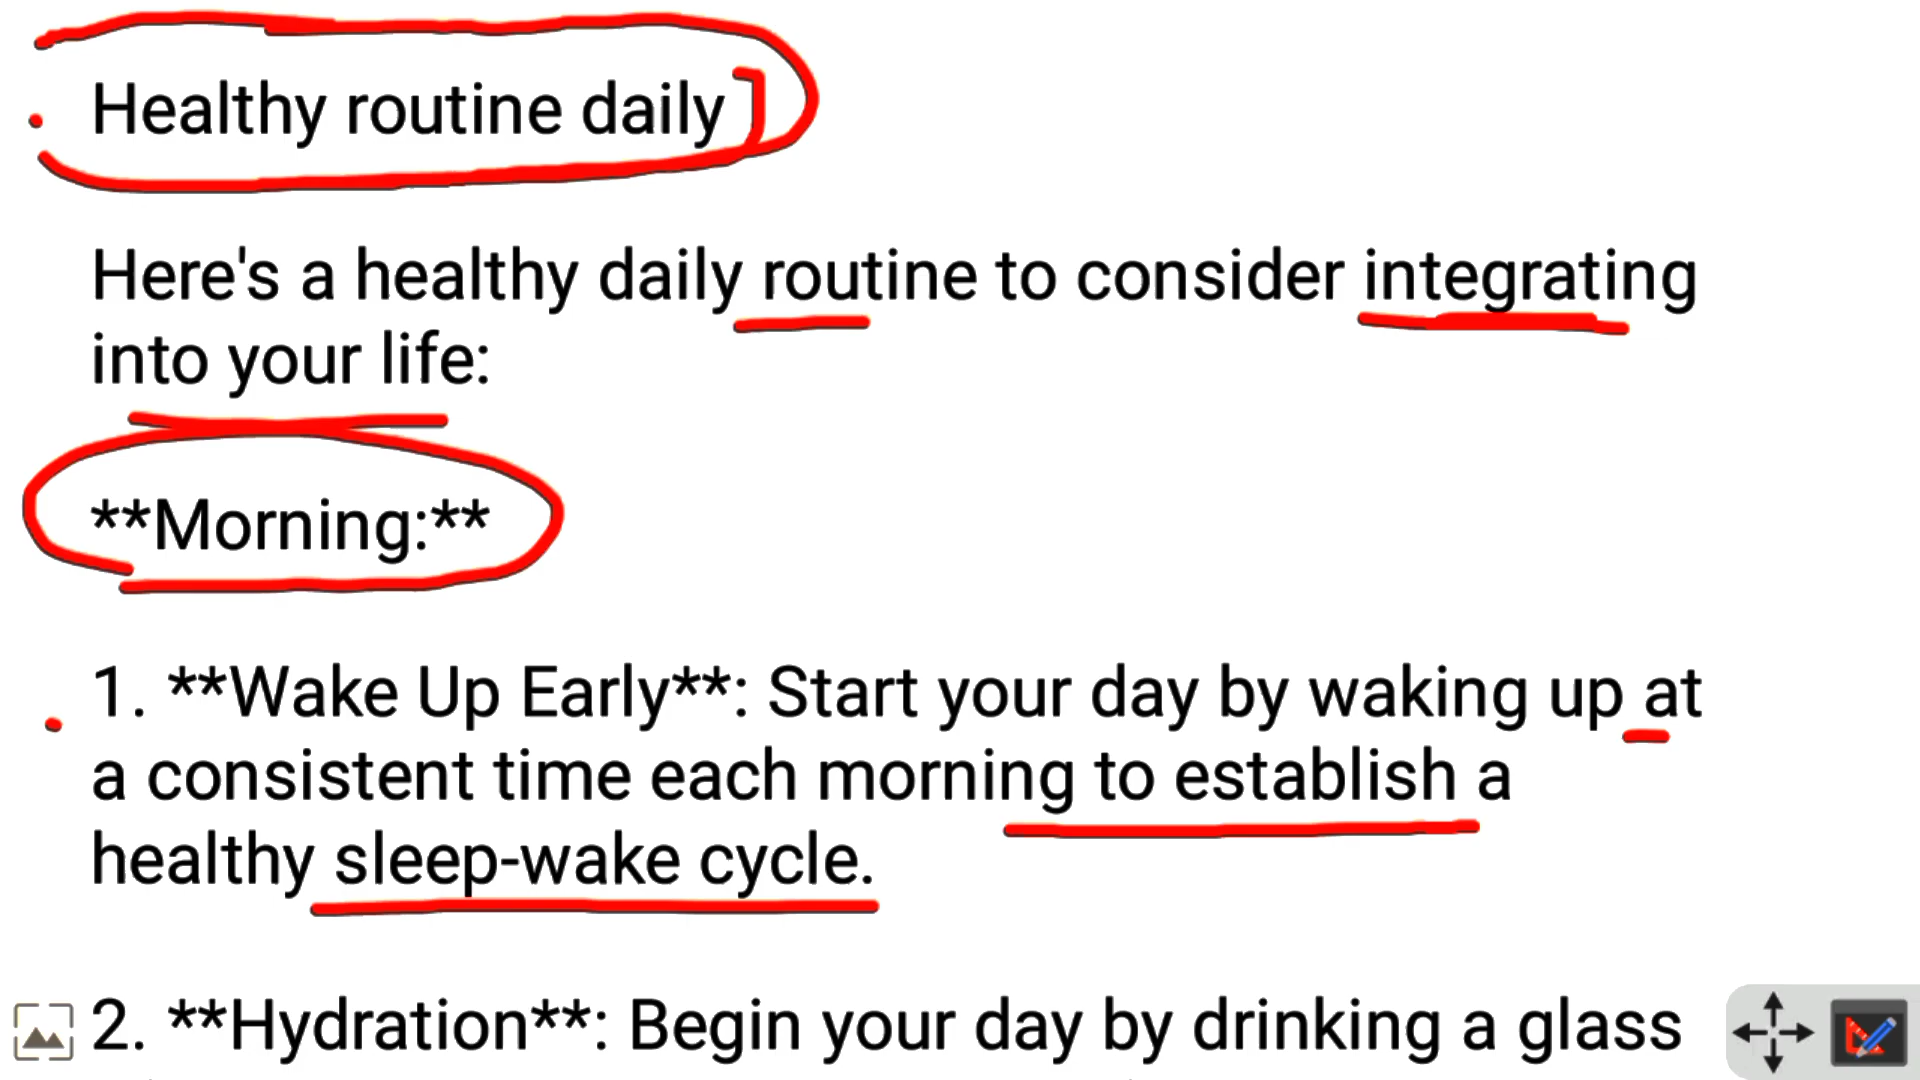 Healthy routine daily
Here's a healthy daily routine to consider integrating
into your life:
**Morning:**
1. **Wake Up Early**: Start your day by waking up at
a consistent time each morning to establish a
healthy sleep-wake cycle.
2. **Hydration**: Begin your day by drinking a glass